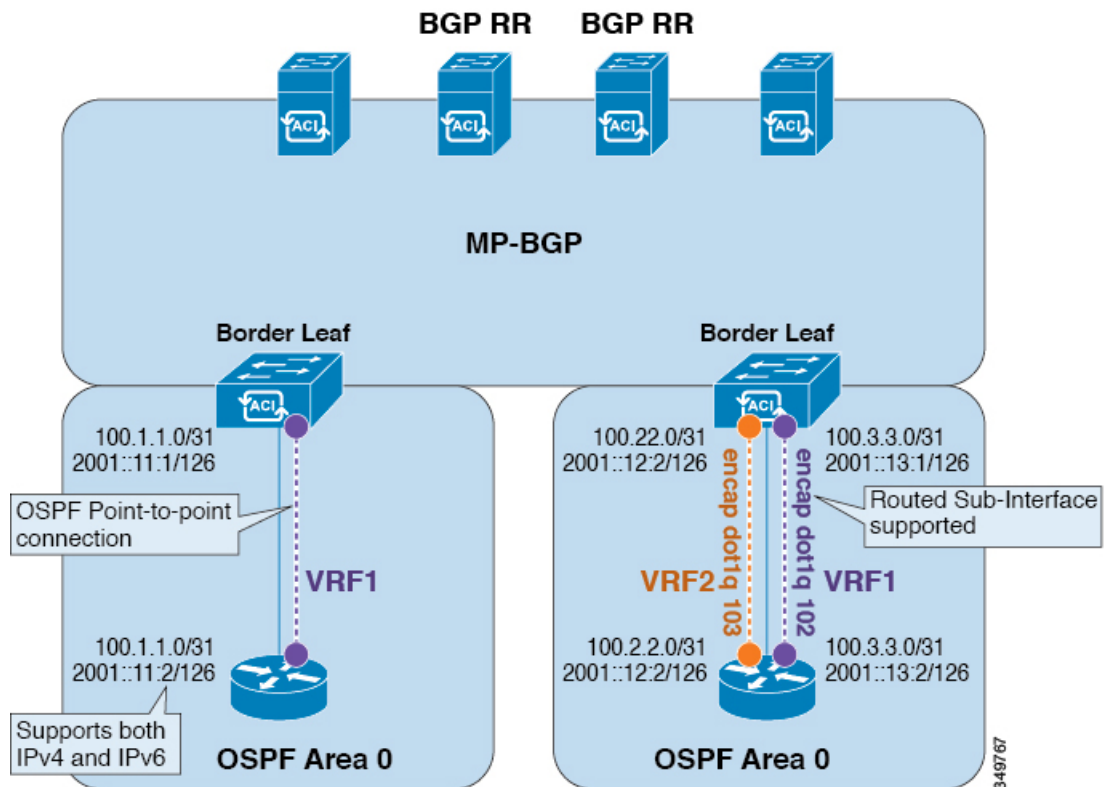 BGP RR
BGP RR
ACI
ACI
ACI
ACI
MP-BGP
Border Leaf
Border Leaf
ACI
ACI
100.1.1.0/31
2001::11:1/126
100.22.0/31
2001::12:2/126
100.3.3.0/31
2001::13:1/126
OSPF Point-to-point
connection
encap dot1q 103
encap dot1q 102
Routed Sub-Interface
supported
VRF1
VRF2
VRF1
100.1.1.0/31
2001::11:2/126
100.2.2.0/31
2001::12:2/126
100.3.3.0/31
2001::13:2/126
Supports both
IPv4 and IPv6
OSPF Area 0
OSPF Area 0
349767